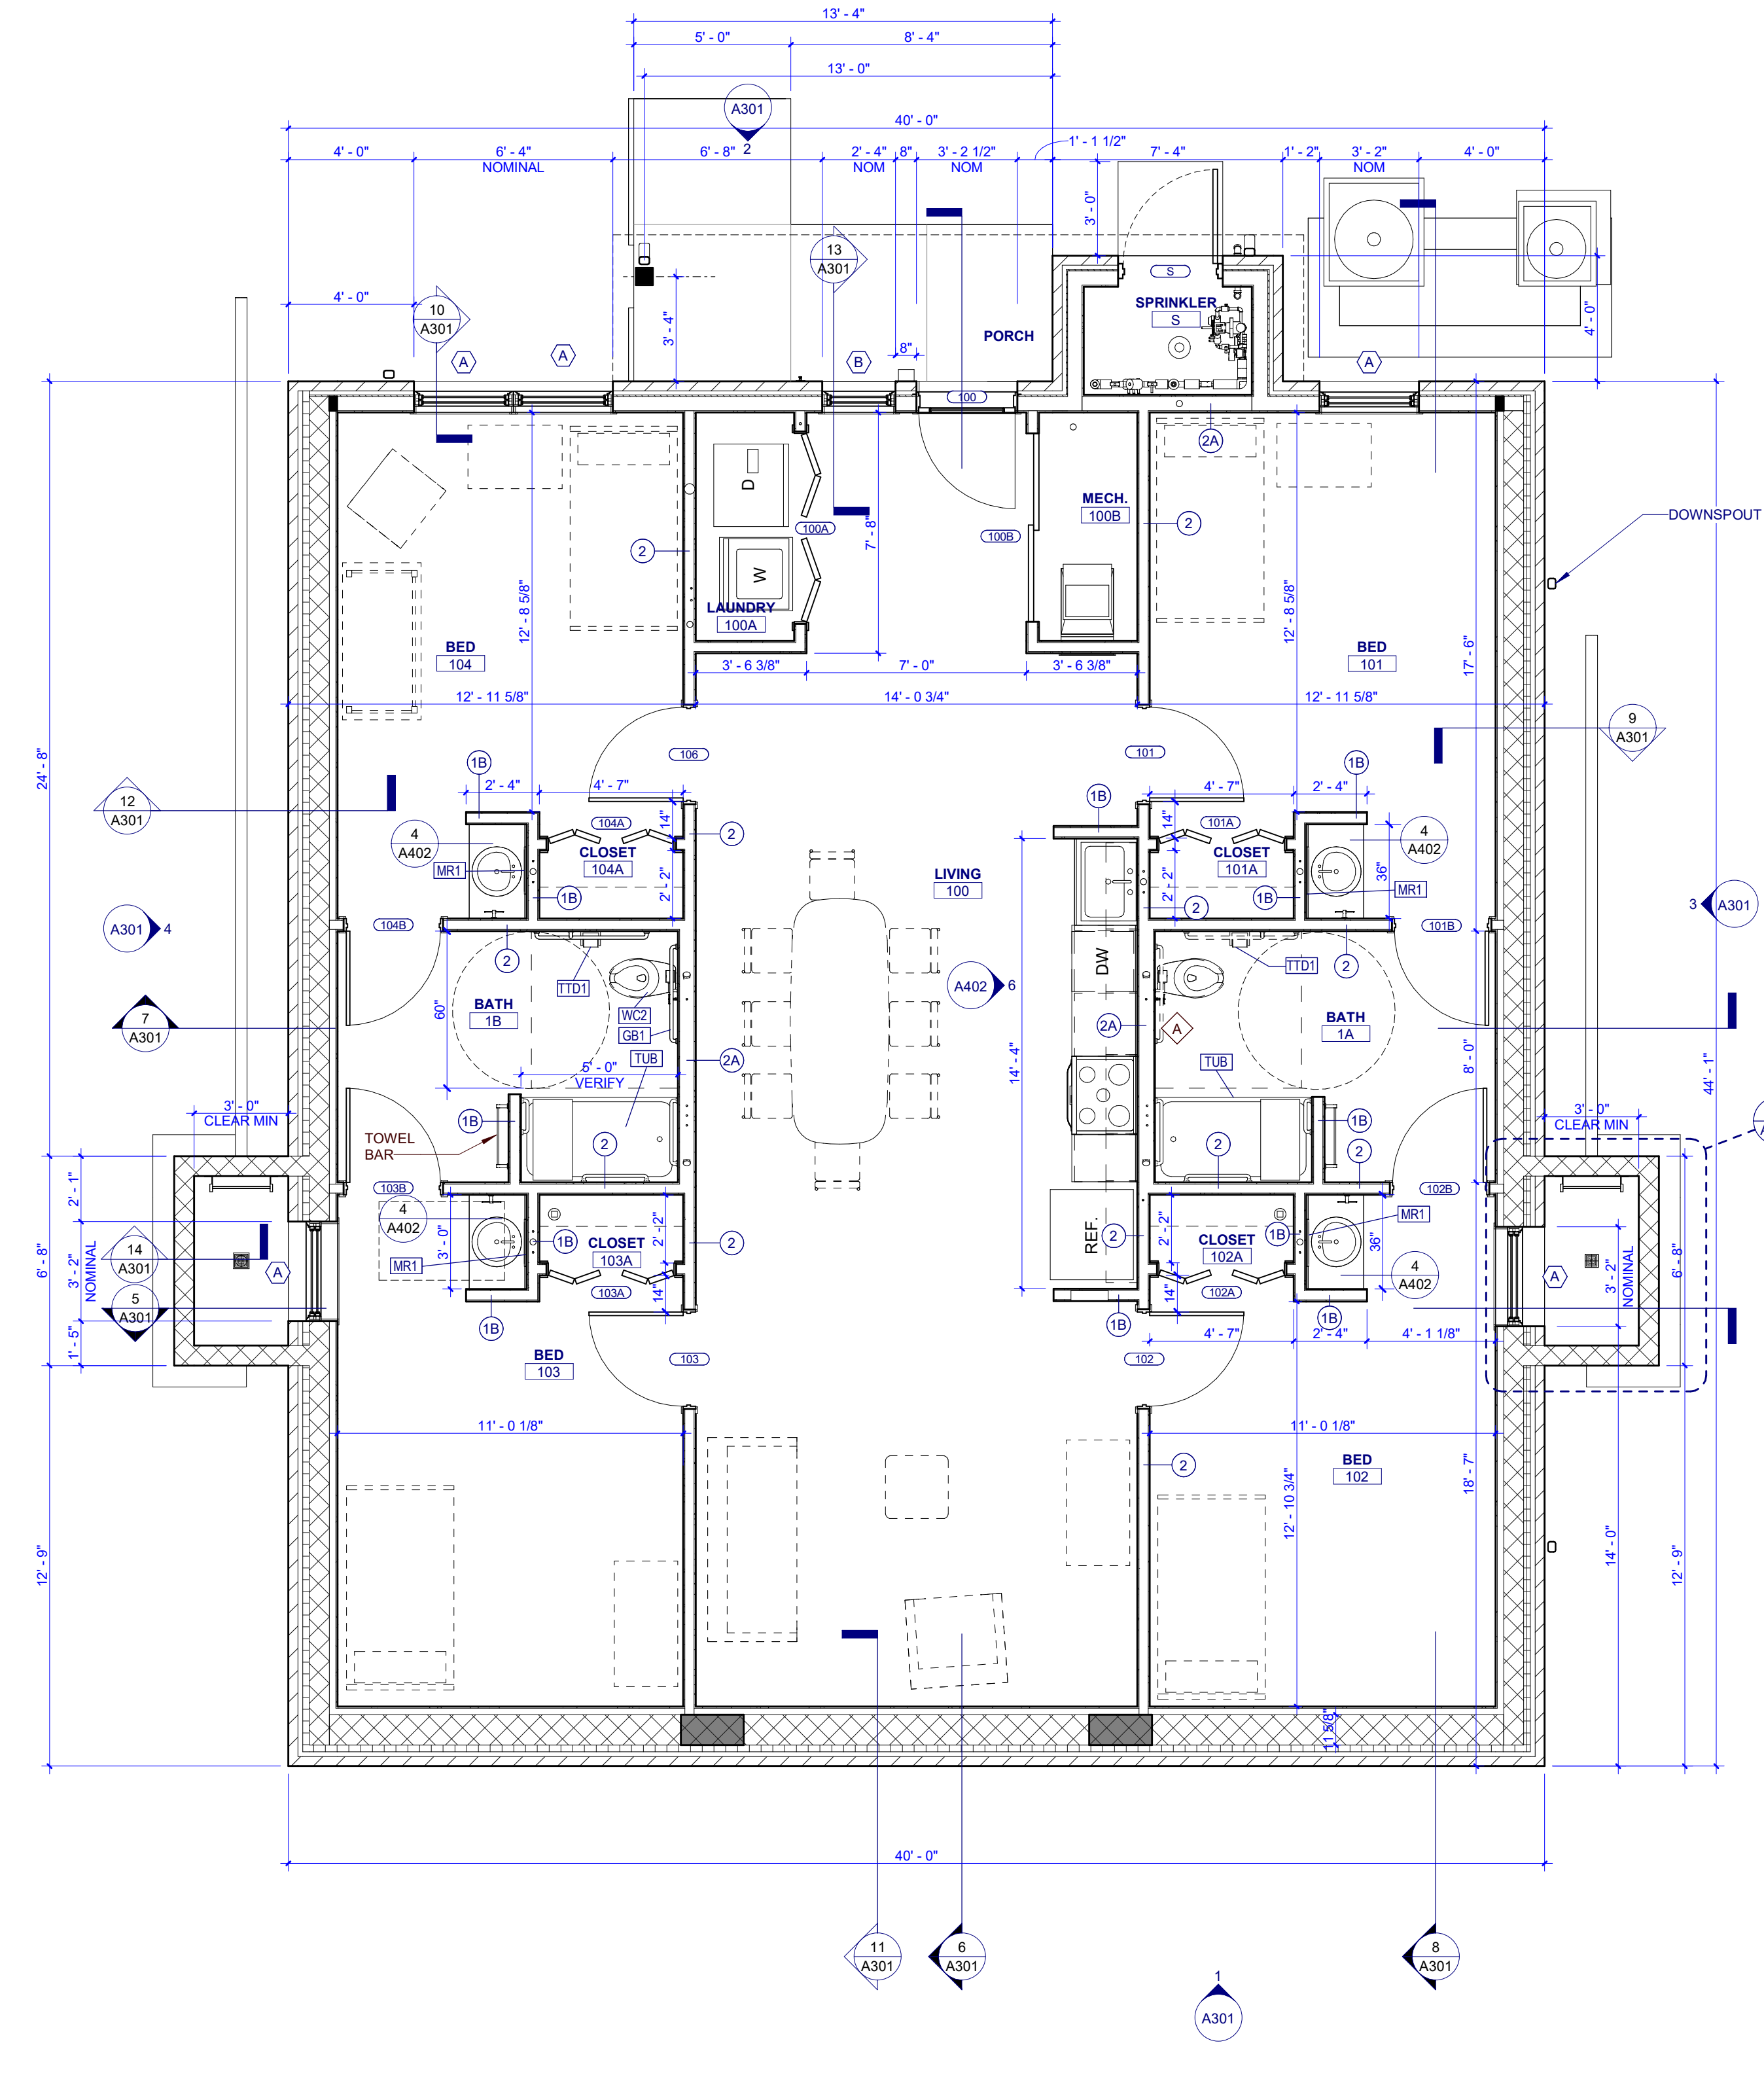 13' - 4"
5' - 0"
8' - 4"
13' - 0"
A301
2
40' - 0"
1' - 1 1/2"
4' - 0"
6' - 4"
NOMINAL
6' - 8"
2' - 4"
NOM
8"
3' - 2 1/2"
NOM
7' - 4"
1' - 2"
3' - 2"
NOM
4' - 0"
3' - 0"
13
A301
S
4' - 0"
10
A301
3' - 4"
SPRINKLER
S
4' - 0"
PORCH
8"
A
A
B
A
100
2A
D
MECH.
100B
2
DOWNSPOUT
100A
7' - 8"
100B
2
W
LAUNDRY
100A
12' - 8 5/8"
12' - 8 5/8"
BED
104
BED
101
17' - 6"
3' - 6 3/8"
7' - 0"
3' - 6 3/8"
12' - 11 5/8"
14' - 0 3/4"
12' - 11 5/8"
9
A301
24' - 8"
106
101
1B
1B
2' - 4"
4' - 7"
4' - 7"
2' - 4"
12
A301
1B
14"
14"
104A
101A
4
A402
2
4
A402
CLOSET
104A
CLOSET
101A
MR1
LIVING
100
36"
MR1
2' - 2"
2' - 2"
1B
1B
2
A301
4
3
A301
104B
101B
2
2
TTD1
TTD1
DW
A402
6
BATH
1B
WC2
GB1
60"
7
A301
2A
A
BATH
1A
TUB
2A
TUB
5' - 0"
VERIFY
14' - 4"
8' - 0"
44' - 1"
3' - 0"
CLEAR MIN
3' - 0"
CLEAR MIN
1B
1B
TOWEL
BAR
2
2
2
103B
102B
2' - 1"
4
A402
MR1
3' - 0"
1B
2' - 2"
CLOSET
103A
2
REF.
2
2' - 2"
CLOSET
102A
1B
36"
MR1
4
A402
6' - 8"
3' - 2"
NOMINAL
14
A301
A
A
3' - 2"
NOMINAL
6' - 8"
103A
14"
14"
102A
5
A301
1' - 5"
1B
1B
1B
4' - 7"
2' - 4"
4' - 1 1/8"
BED
103
103
102
11' - 0 1/8"
11' - 0 1/8"
2
BED
102
18' - 7"
12' - 10 3/4"
14' - 0"
12' - 9"
12' - 9"
11 5/8"
40' - 0"
11
A301
6
A301
8
A301
1
A301